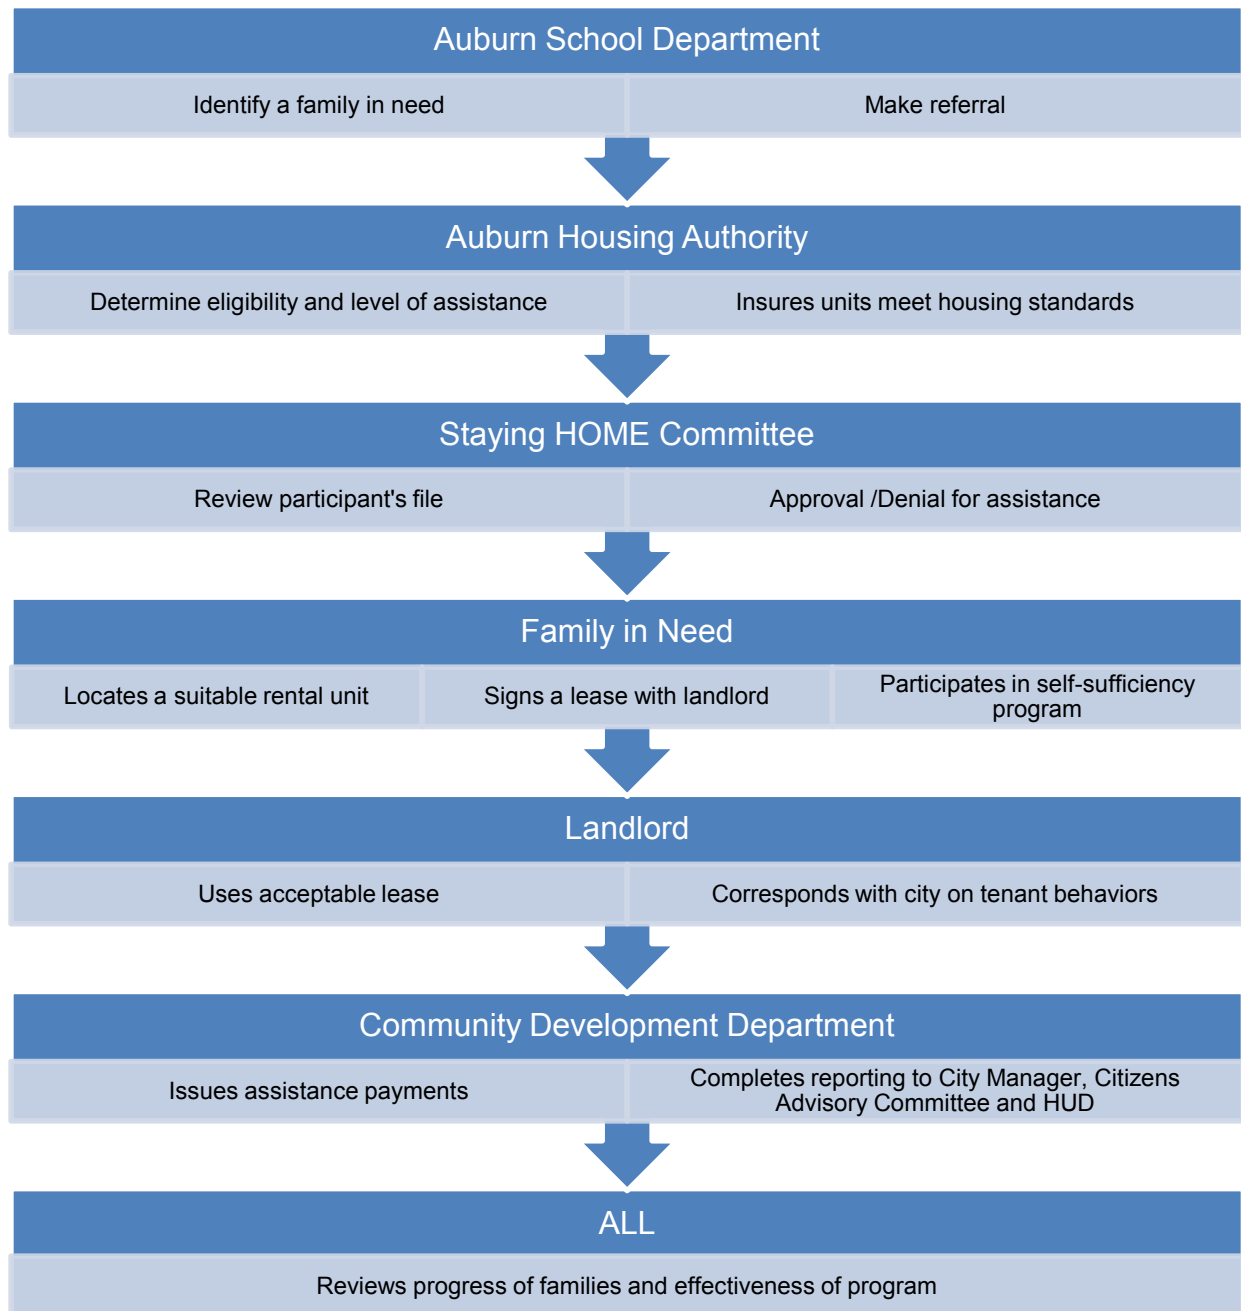 Auburn School Department
Identify a family in need
Make referral
Auburn Housing Authority
Determine eligibility and level of assistance
Insures units meet housing standards
Staying HOME Committee
Review participant's file
Approval /Denial for assistance
Family in Need
Locates a suitable rental unit
Signs a lease with landlord
Participates in self-sufficiency
program
Landlord
Uses acceptable lease
Corresponds with city on tenant behaviors
Community Development Department
Issues assistance payments
Completes reporting to City Manager, Citizens
Advisory Committee and HUD
ALL
Reviews progress of families and effectiveness of program